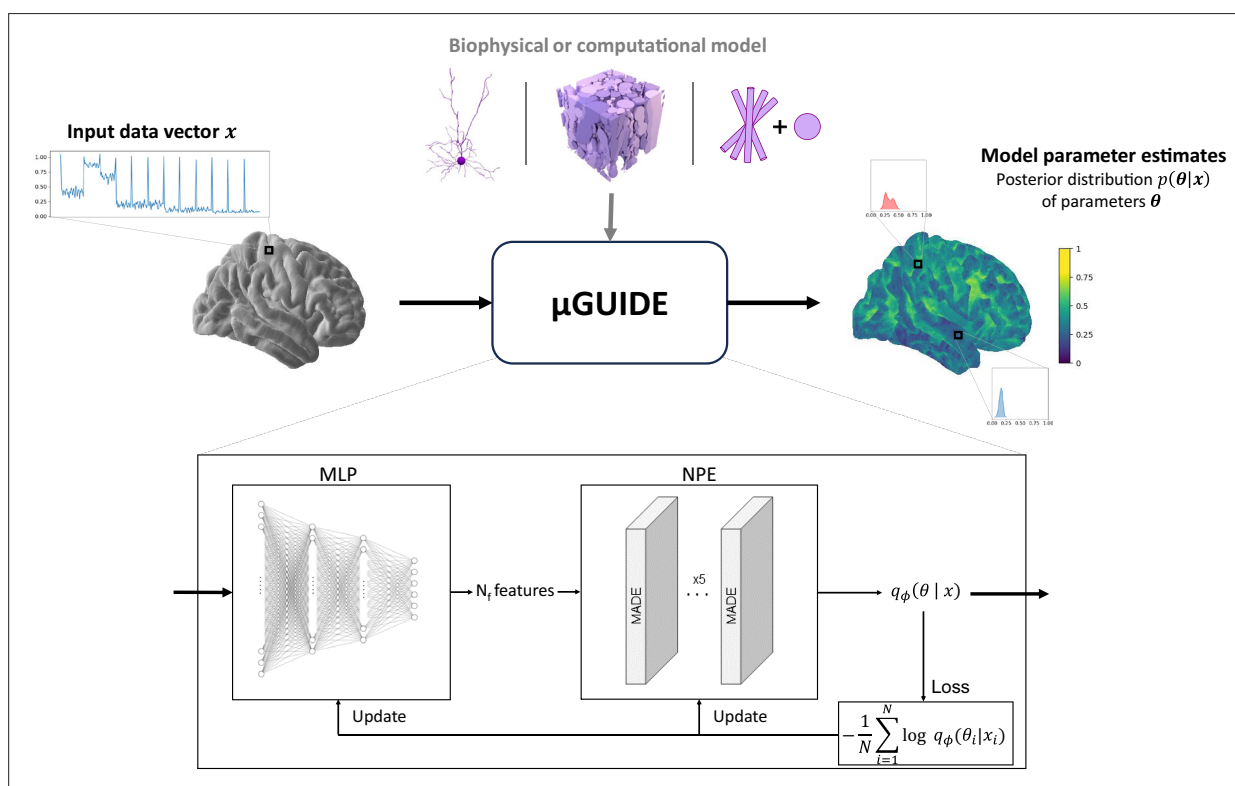 Biophysical or computational model
Input data vector x
1.00
0.75
0.50
0.25
0.00
+
Model parameter estimates
Posterior distribution p(θ|x)
of parameters θ
0.00 0.25 0.50 0.75 1.00
μGUIDE
1
0.75
0.50
0.25
0
0.00 0.25 0.50 0.75 1.00
MLP
NPE
MADE
x5
MADE
N_f features
q_ϕ(θ | x)
Loss
Update
Update
−1/N ∑_{i=1}^{N} log q_ϕ(θ_i|x_i)